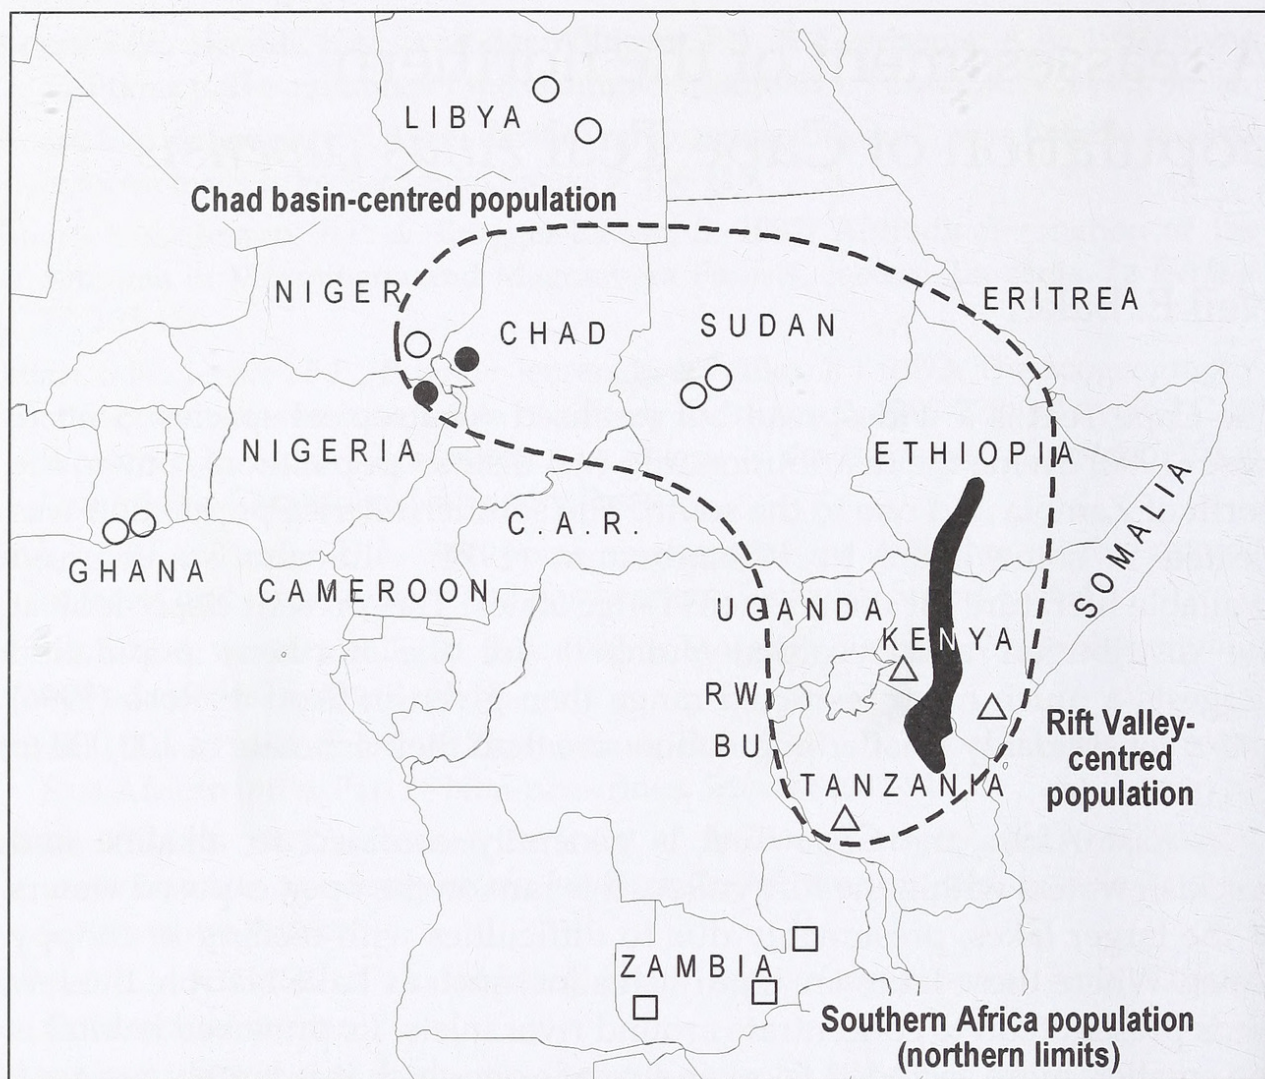 LIBYA
Chad basin-centred population
NIGER
CHAD
SUDAN
ERITREA
NIGERIA
ETHIOPIA
SOMALIA
C.A.R.
GHANA
CAMEROON
UGANDA
KENYA
RW
BU
TANZANIA
Rift Valley-
centred
population
ZAMBIA
Southern Africa population
(northern limits)